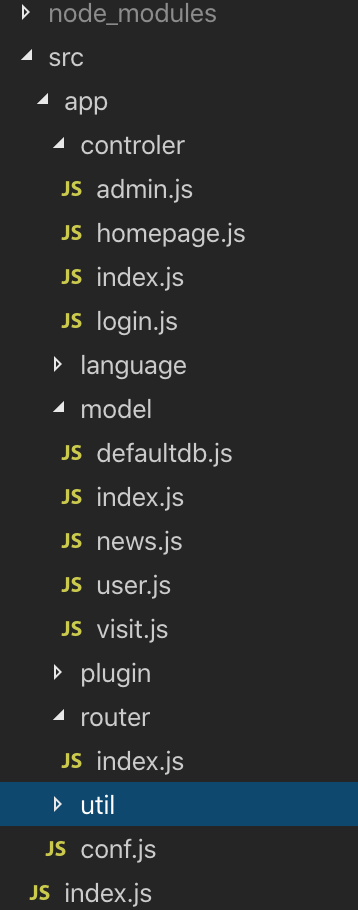 node_modules
src
app
controler
JS admin.js
JS homepage.js
JS index.js
JS login.js
language
model
JS defaultdb.js
JS index.js
JS news.js
JS user.js
JS visit.js
plugin
router
JS index.js
util
JS conf.js
JS index.js